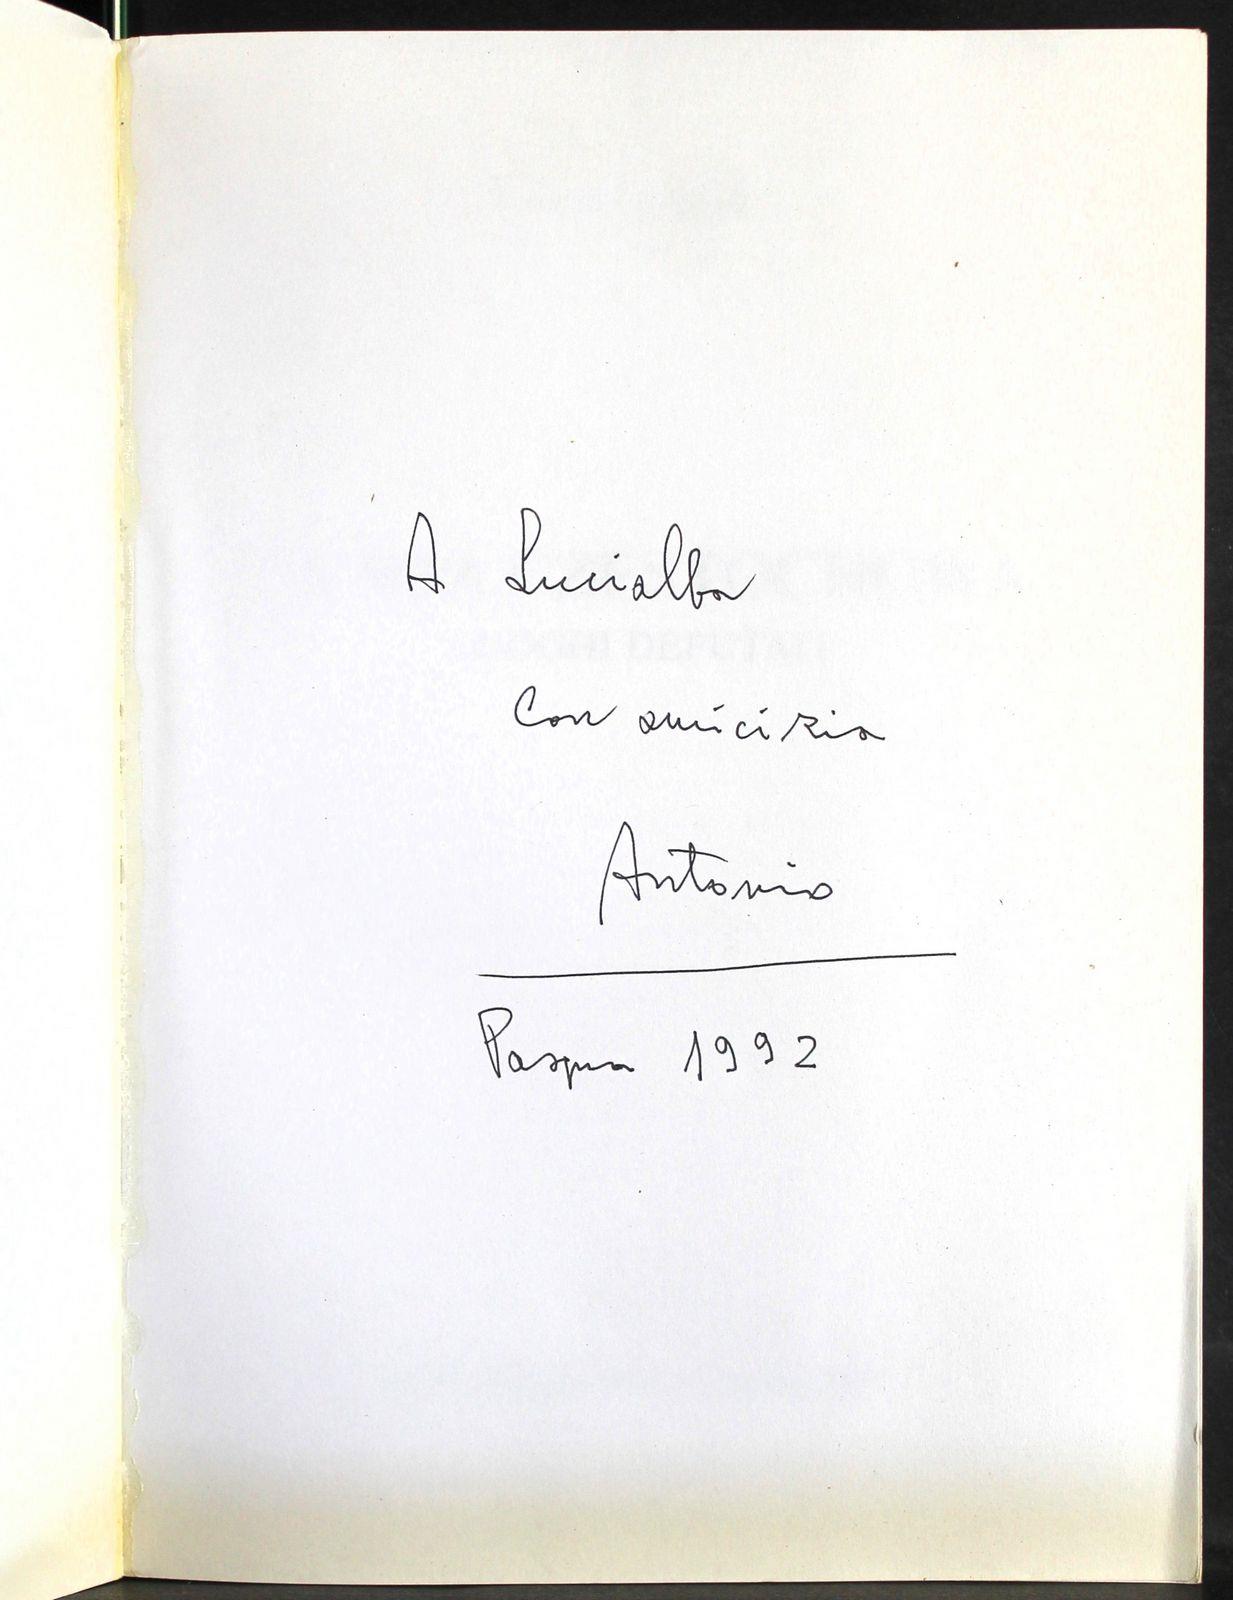 A Lucialba
Con amicizia
Antonio
Pasqua 1992